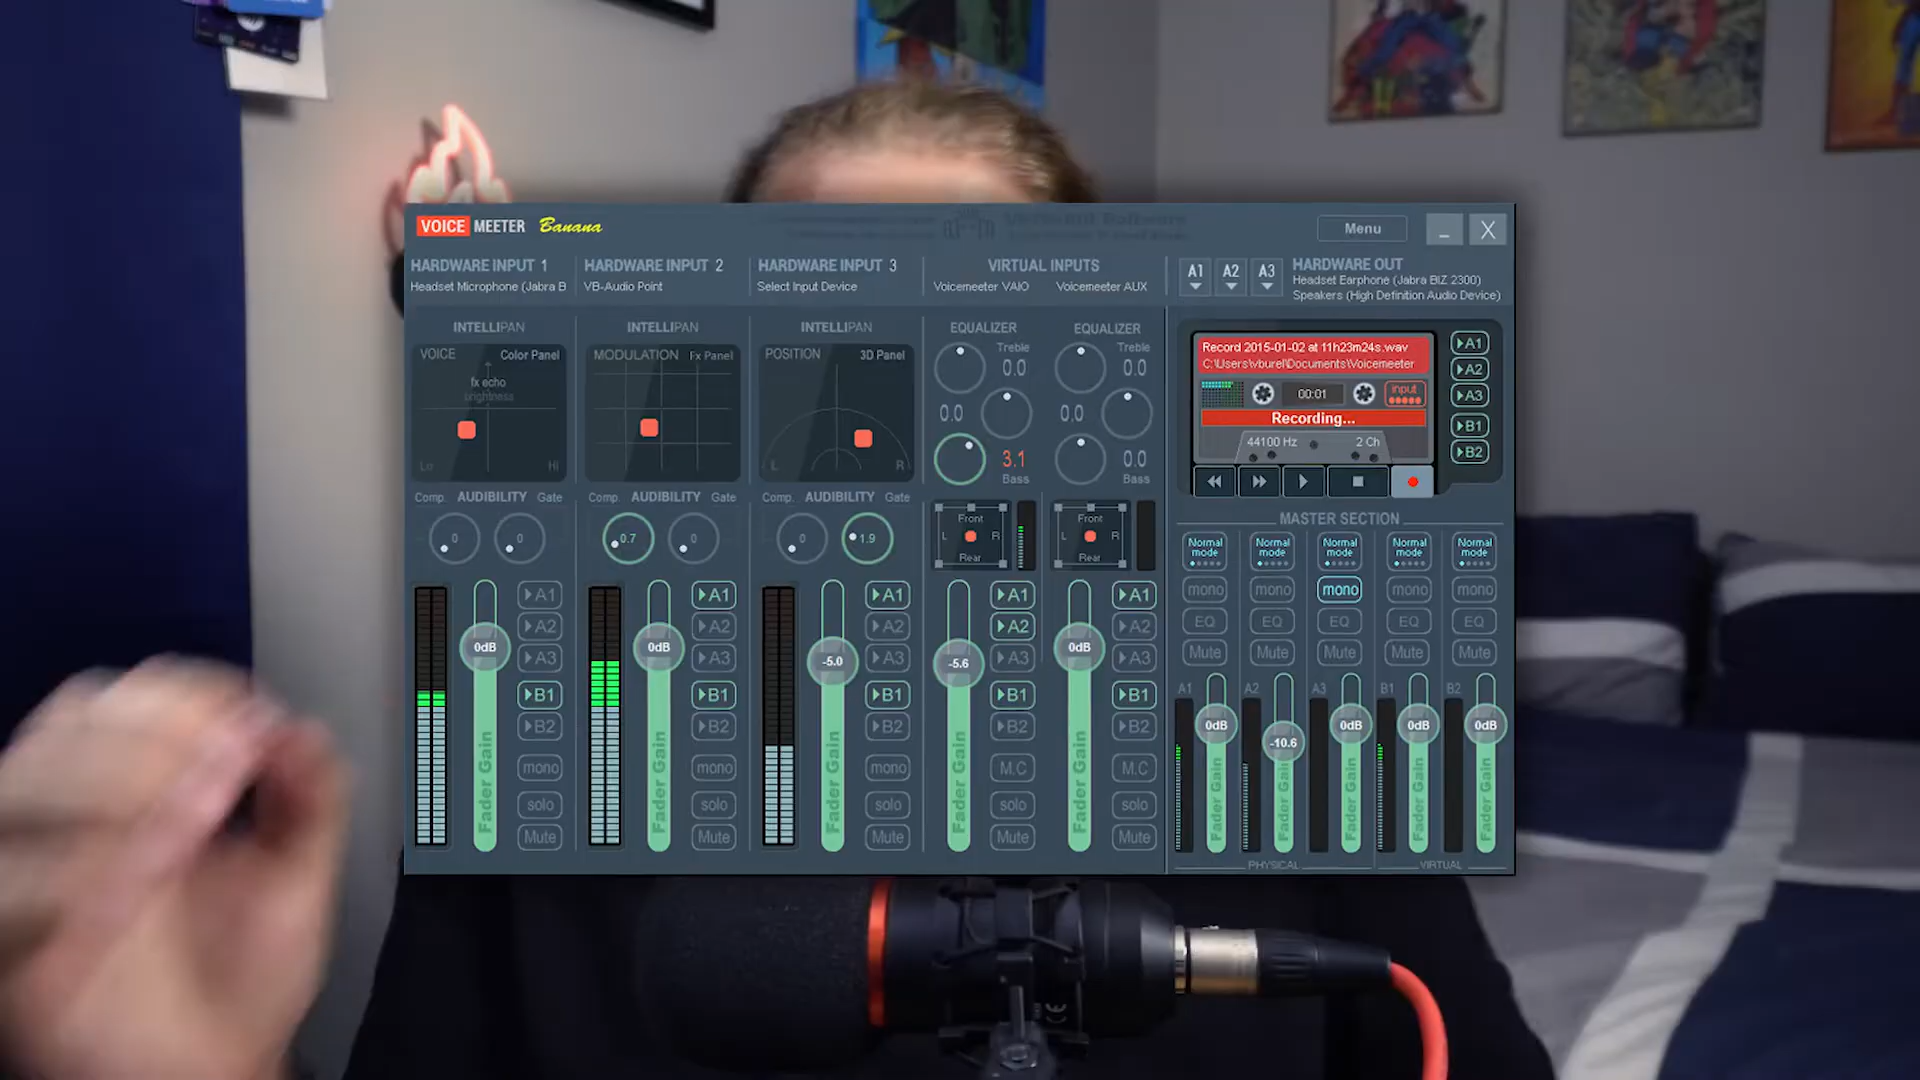 VOICE MEETER Banana
Menu
_ X
HARDWARE INPUT 1
Headset Microphone (Jabra B
HARDWARE INPUT 2
VB-Audio Point
HARDWARE INPUT 3
Select Input Device
VIRTUAL INPUTS
Voicemeeter VAIO Voicemeeter AUX
A1 A2 A3
HARDWARE OUT
Headset Earphone (Jabra BIZ 2300)
Speakers (High Definition Audio Device)
INTELLIPAN
VOICE Color Panel
fx echo
brightness
Lo Hi
INTELLIPAN
MODULATION Fx Panel
INTELLIPAN
POSITION 3D Panel
L R
EQUALIZER
Treble
0.0
0.0
3.1
Bass
EQUALIZER
Treble
0.0
0.0
0.0
Bass
Record 2015-01-02 at 11h23m24s.wav
C:\Users\vburel\Documents\Voicemeeter
00:01 input
Recording...
44100 Hz 2 Ch
A1
A2
A3
B1
B2
Comp. AUDIBILITY Gate
0 0
Comp. AUDIBILITY Gate
0.7 0
Comp. AUDIBILITY Gate
0 1.9
Front
L R
Rear
Front
L R
Rear
MASTER SECTION
Normal mode
Normal mode
Normal mode
Normal mode
Normal mode
mono mono mono mono mono
EQ EQ EQ EQ EQ
Mute Mute Mute Mute Mute
0dB
Fader Gain
A1
A2
A3
B1
B2
mono
solo
Mute
0dB
Fader Gain
A1
A2
A3
B1
B2
mono
solo
Mute
-5.0
Fader Gain
A1
A2
A3
B1
B2
mono
solo
Mute
-5.6
Fader Gain
A1
A2
A3
B1
B2
M.C
solo
Mute
0dB
Fader Gain
A1
A2
A3
B1
B2
M.C
solo
Mute
A1 A2 A3 B1 B2
0dB -10.6 0dB 0dB 0dB
Fader Gain Fader Gain Fader Gain Fader Gain Fader Gain
PHYSICAL VIRTUAL
CE